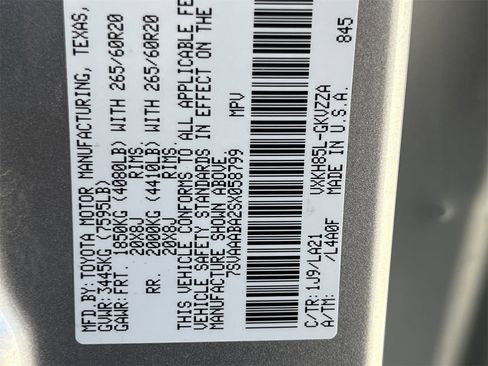 MFD.BY: TOYOTA MOTOR MANUFACTURING, TEXAS,
GVWR: 3445KG (7595LB)
GAWR: FRT. 1850KG (4080LB) WITH 265/60R20
20X8J RIMS.
RR. 2000KG (4410LB) WITH 265/60R20
20X8J RIMS.
THIS VEHICLE CONFORMS TO ALL APPLICABLE FE
VEHICLE SAFETY STANDARDS IN EFFECT ON THE
MANUFACTURE SHOWN ABOVE.
7SVAAABA2SX058799 MPV
C/TR: 1J9/LA21 VXKH85L-GKVZZA
A/TM: /L4A0F MADE IN U.S.A.
845